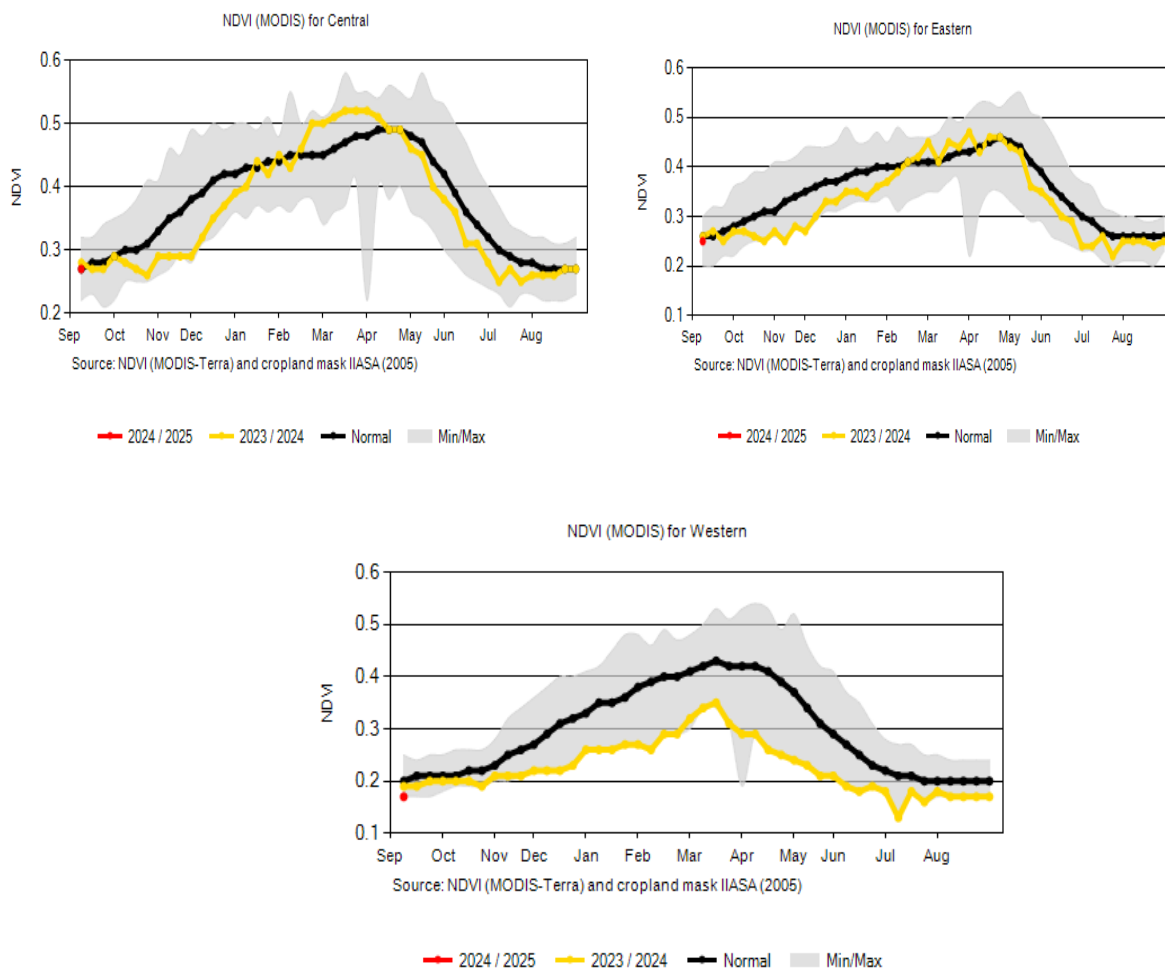 NDVI (MODIS) for Central
0.6
0.5
0.4
0.3
0.2
NDVI
Sep Oct Nov Dec Jan Feb Mar Apr May Jun Jul Aug
Source: NDVI (MODIS-Terra) and cropland mask IIASA (2005)
2024 / 2025 2023 / 2024 Normal Min/Max
NDVI (MODIS) for Eastern
0.6
0.5
0.4
0.3
0.2
0.1
NDVI
Sep Oct Nov Dec Jan Feb Mar Apr May Jun Jul Aug
Source: NDVI (MODIS-Terra) and cropland mask IIASA (2005)
2024 / 2025 2023 / 2024 Normal Min/Max
NDVI (MODIS) for Western
0.6
0.5
0.4
0.3
0.2
0.1
NDVI
Sep Oct Nov Dec Jan Feb Mar Apr May Jun Jul Aug
Source: NDVI (MODIS-Terra) and cropland mask IIASA (2005)
2024 / 2025 2023 / 2024 Normal Min/Max